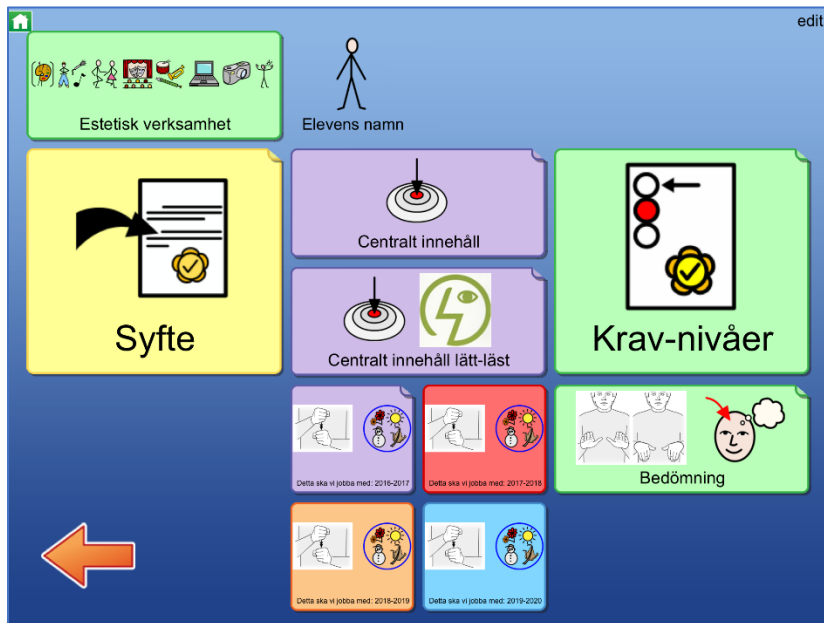 edit
Estetisk verksamhet
Elevens namn
Syfte
Centralt innehåll
Centralt innehåll lätt-läst
Krav-nivåer
Detta ska vi jobba med: 2016-2017
Detta ska vi jobba med: 2017-2018
Bedömning
Detta ska vi jobba med: 2018-2019
Detta ska vi jobba med: 2019-2020